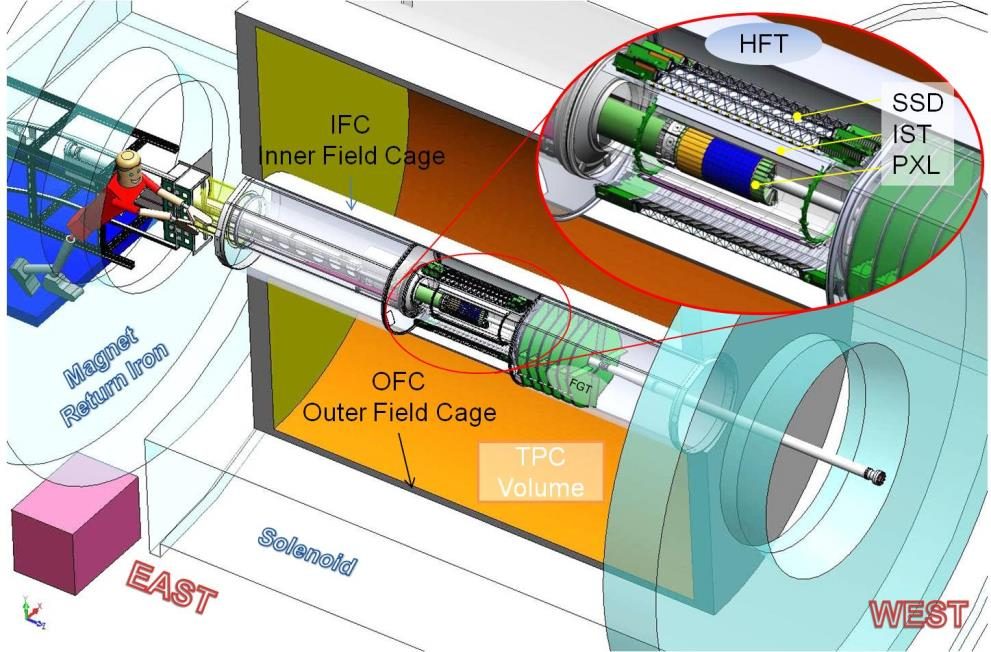 HFT
SSD
IST
PXL
IFC
Inner Field Cage
Magnet
Return Iron
OFC
Outer Field Cage
FGT
TPC
Volume
Solenoid
EAST
WEST